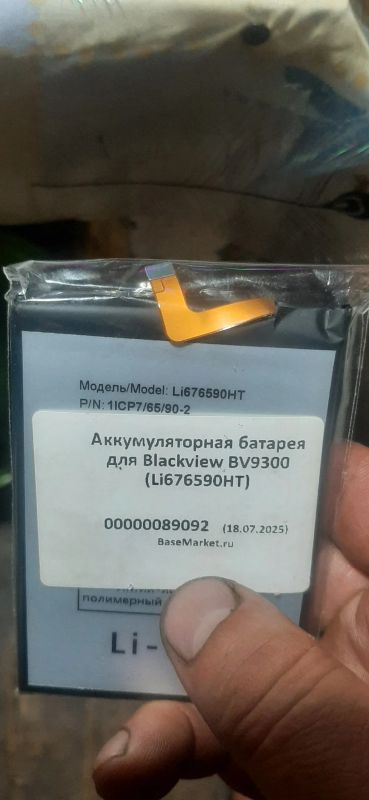 Модель/Model: Li676590HT
P/N: 1ICP7/65/90-2
Аккумуляторная батарея
для Blackview BV9300
(Li676590HT)
00000089092 (18.07.2025)
BaseMarket.ru
полимерный
Li-